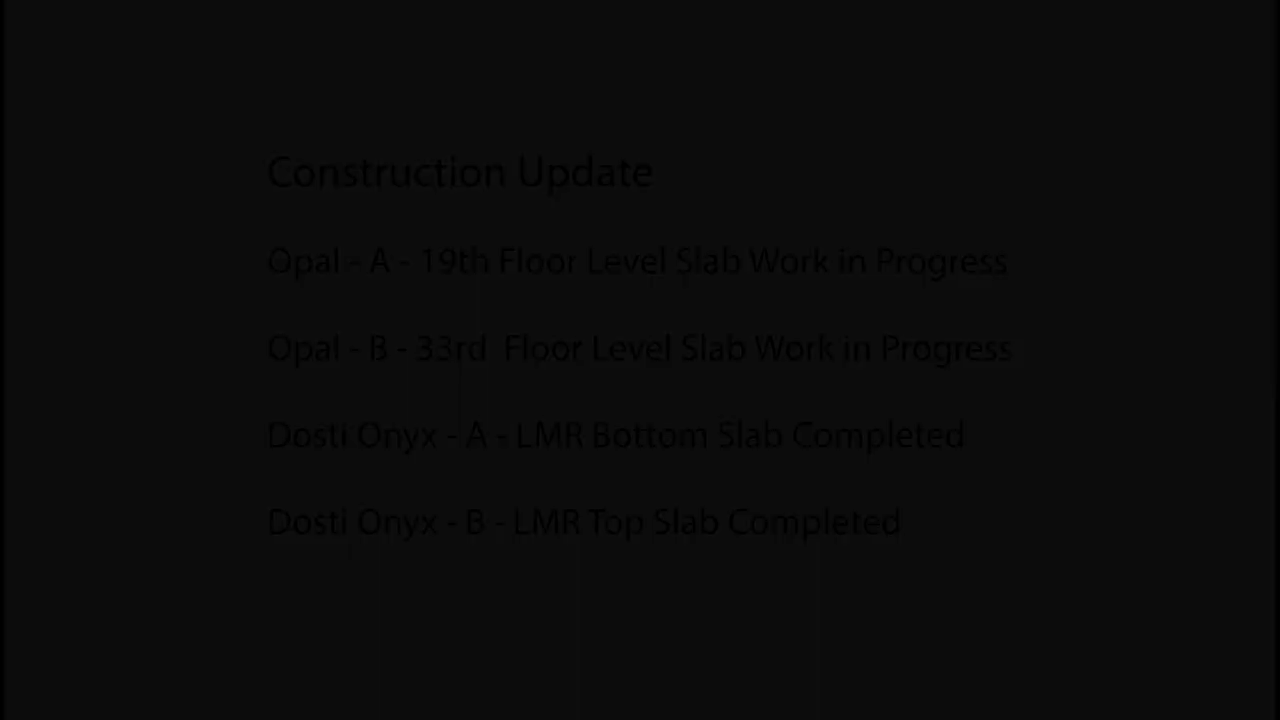 Construction Update
Opal - A - 19th Floor Level Slab Work in Progress
Opal - B - 33rd Floor Level Slab Work in Progress
Dosti Onyx - A - LMR Bottom Slab Completed
Dosti Onyx - B - LMR Top Slab Completed